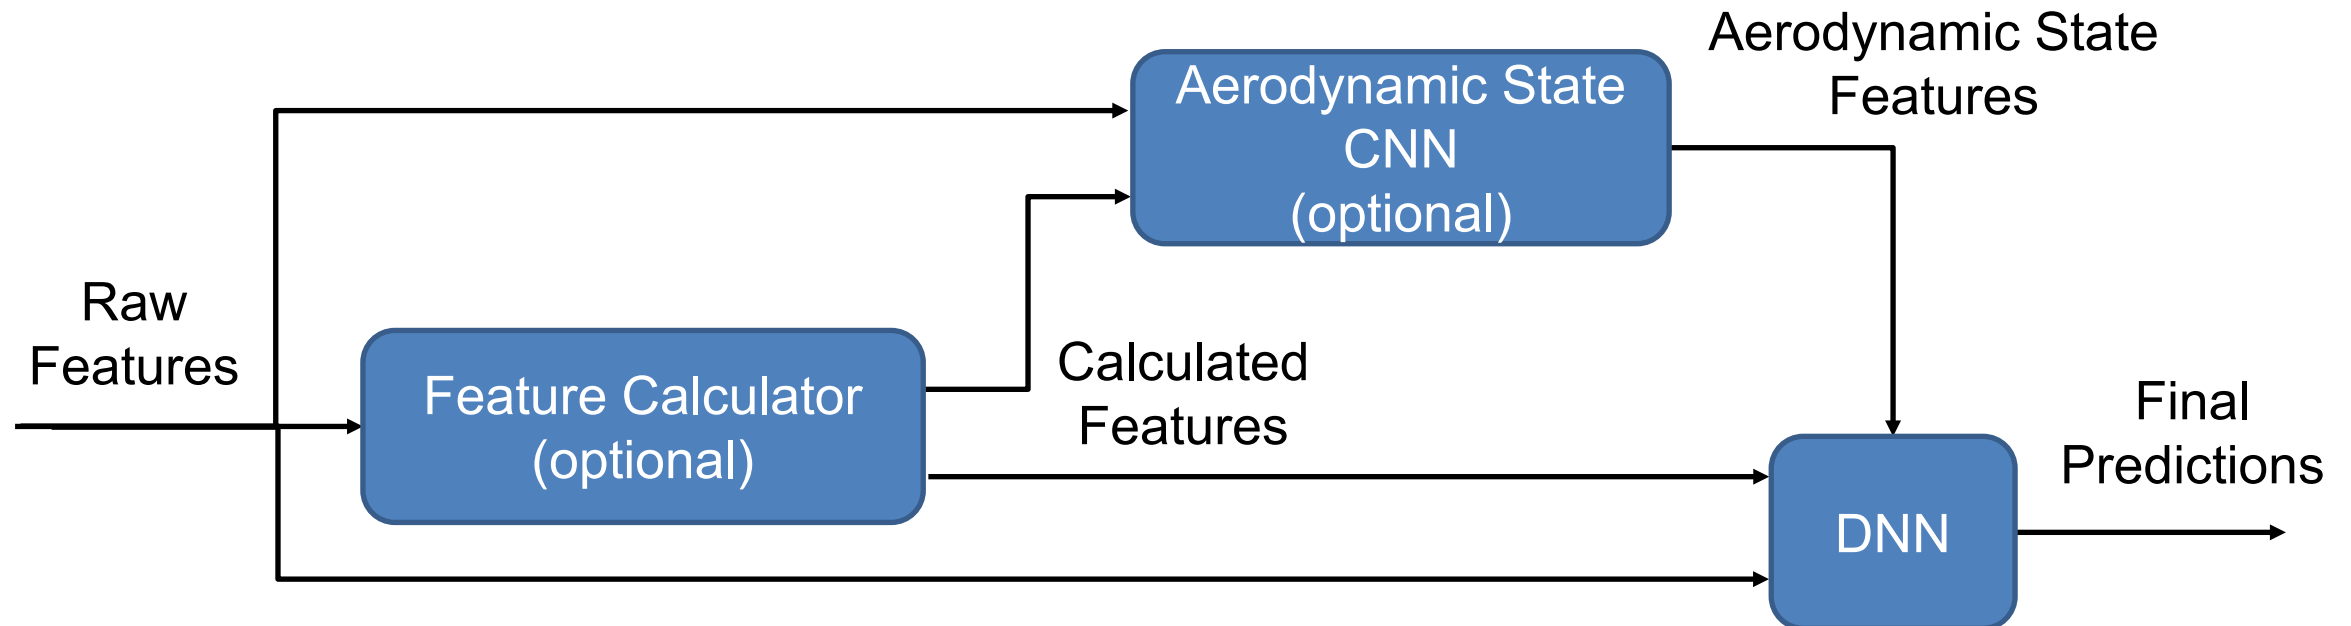 Aerodynamic State
Features
Aerodynamic State
CNN
(optional)
Raw
Features
Feature Calculator
(optional)
Calculated
Features
Final
Predictions
DNN